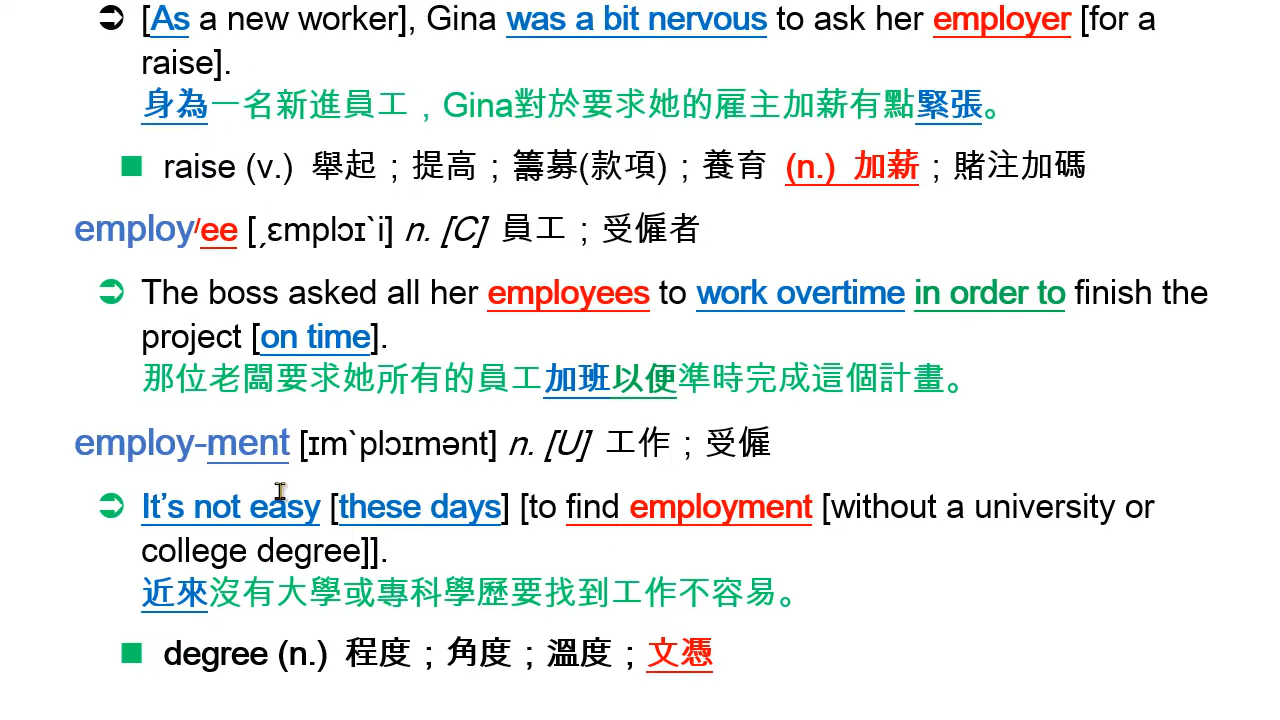 ➲ [As a new worker], Gina was a bit nervous to ask her employer [for a
raise].
身為一名新進員工，Gina對於要求她的雇主加薪有點緊張。
■ raise (v.) 舉起；提高；籌募(款項)；養育 (n.) 加薪；賭注加碼
employ/ee [͵ɛmplɔɪˋi] n. [C] 員工；受僱者
➲ The boss asked all her employees to work overtime in order to finish the
project [on time].
那位老闆要求她所有的員工加班以便準時完成這個計畫。
employ-ment [ɪmˋplɔɪmənt] n. [U] 工作；受僱
➲ It’s not easy [these days] [to find employment [without a university or
college degree]].
近來沒有大學或專科學歷要找到工作不容易。
■ degree (n.) 程度；角度；溫度；文憑